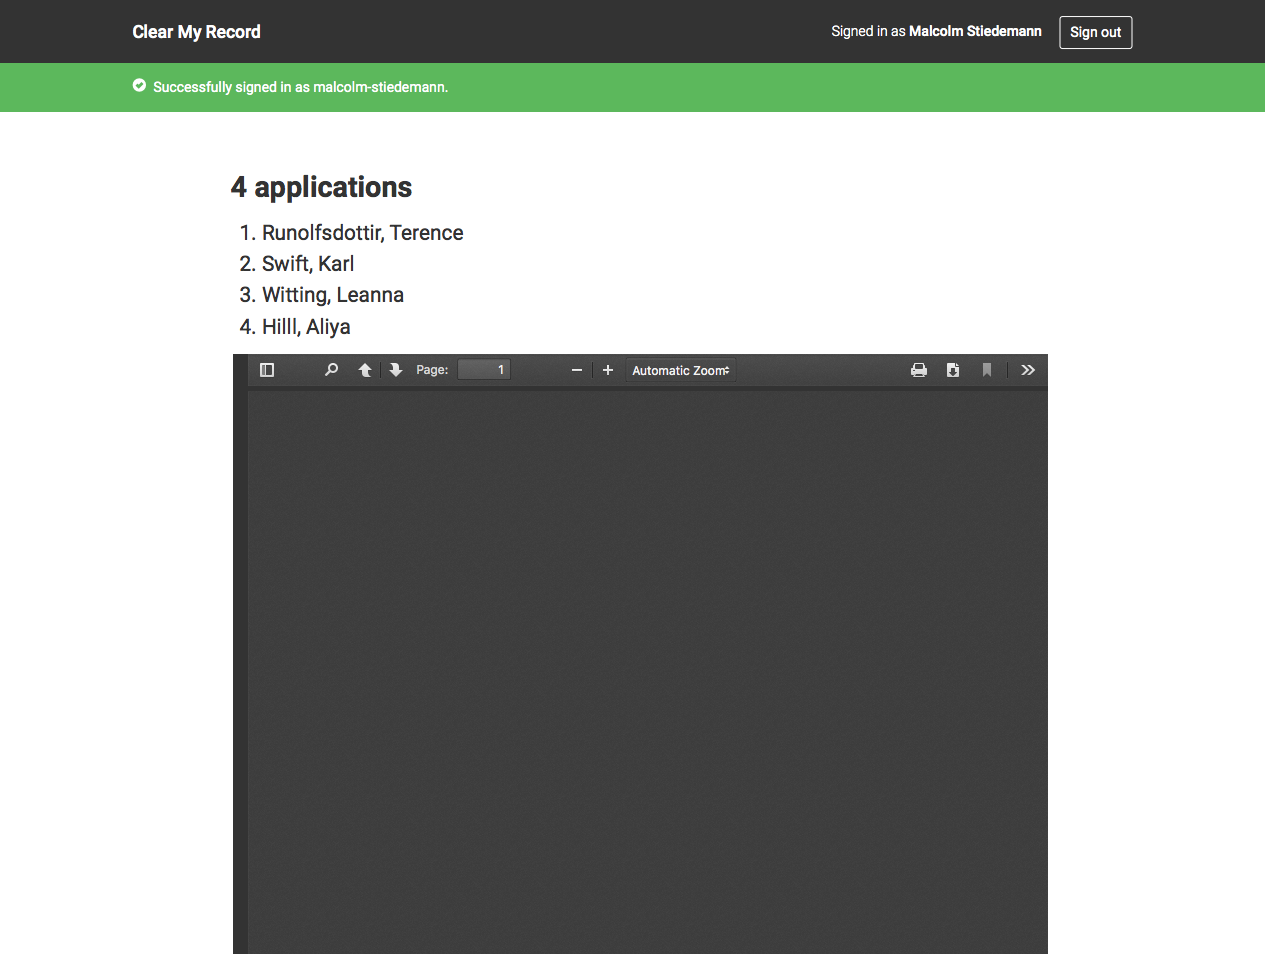 Clear My Record
Signed in as Malcolm Stiedemann
Sign out
Successfully signed in as malcolm-stiedemann.
4 applications
1. Runolfsdottir, Terence
2. Swift, Karl
3. Witting, Leanna
4. Hilll, Aliya
Page: 1
Automatic Zoom